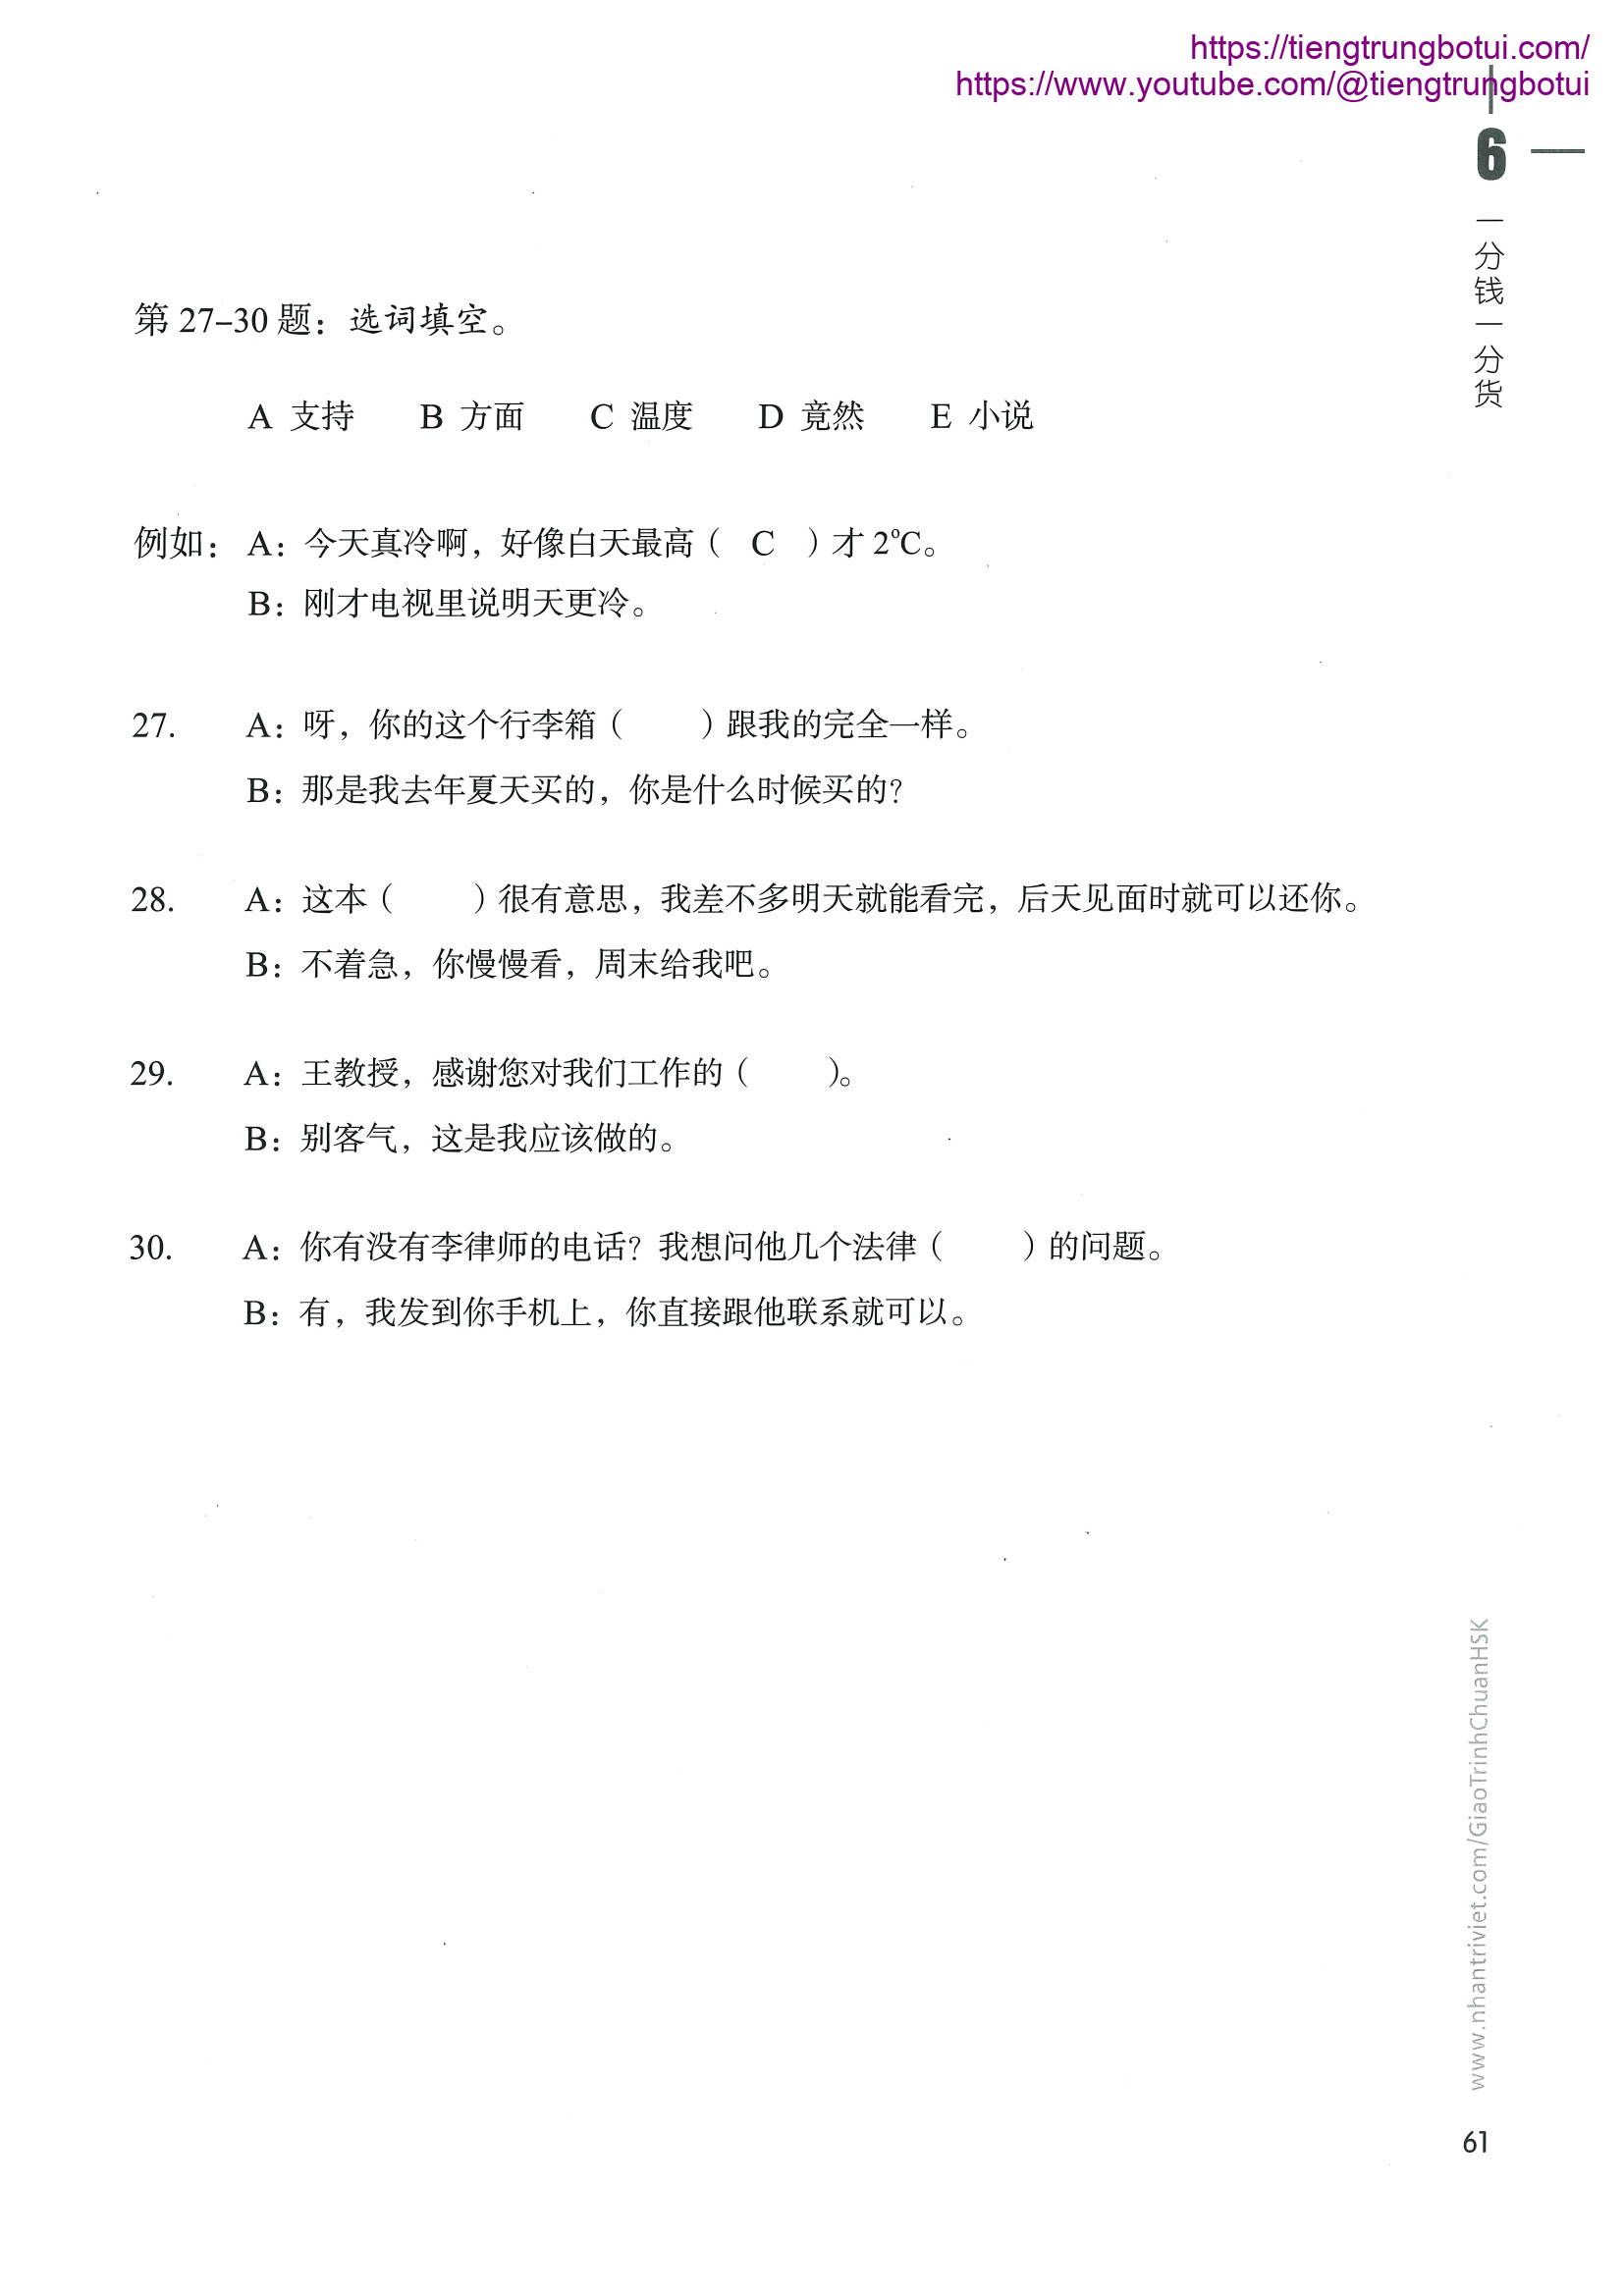 https://tiengtrungbotui.com/
https://www.youtube.com/@tiengtrungbotui
6
一分钱一分货
第 27–30 题：选词填空。
A 支持 B 方面 C 温度 D 竟然 E 小说
例如：A：今天真冷啊，好像白天最高（ C ）才 2℃。
B：刚才电视里说明天更冷。
27. A：呀，你的这个行李箱（ ）跟我的完全一样。
B：那是我去年夏天买的，你是什么时候买的？
28. A：这本（ ）很有意思，我差不多明天就能看完，后天见面时就可以还你。
B：不着急，你慢慢看，周末给我吧。
29. A：王教授，感谢您对我们工作的（ ）。
B：别客气，这是我应该做的。
30. A：你有没有李律师的电话？我想问他几个法律（ ）的问题。
B：有，我发到你手机上，你直接跟他联系就可以。
www.nhantriviet.com/GiaoTrinhChuanHSK
61